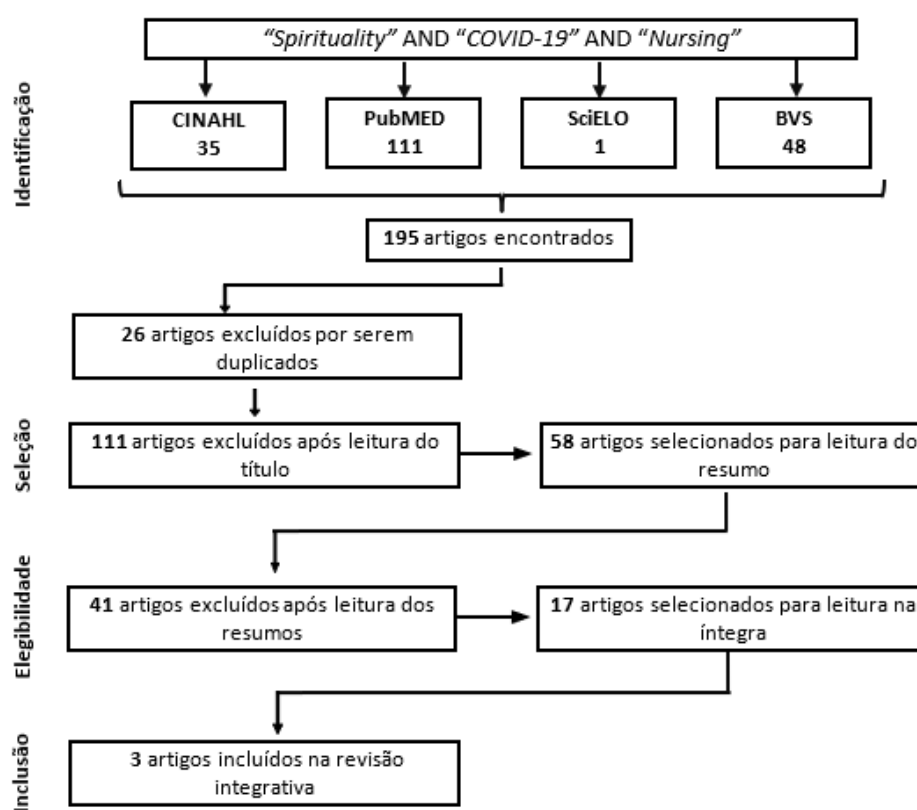 “Spirituality” AND “COVID-19” AND “Nursing”
Identificação
CINAHL
35
PubMED
111
SciELO
1
BVS
48
195 artigos encontrados
26 artigos excluídos por serem
duplicados
Seleção
111 artigos excluídos após leitura do
título
58 artigos selecionados para leitura do
resumo
Elegibilidade
41 artigos excluídos após leitura dos
resumos
17 artigos selecionados para leitura na
íntegra
Inclusão
3 artigos incluídos na revisão
integrativa